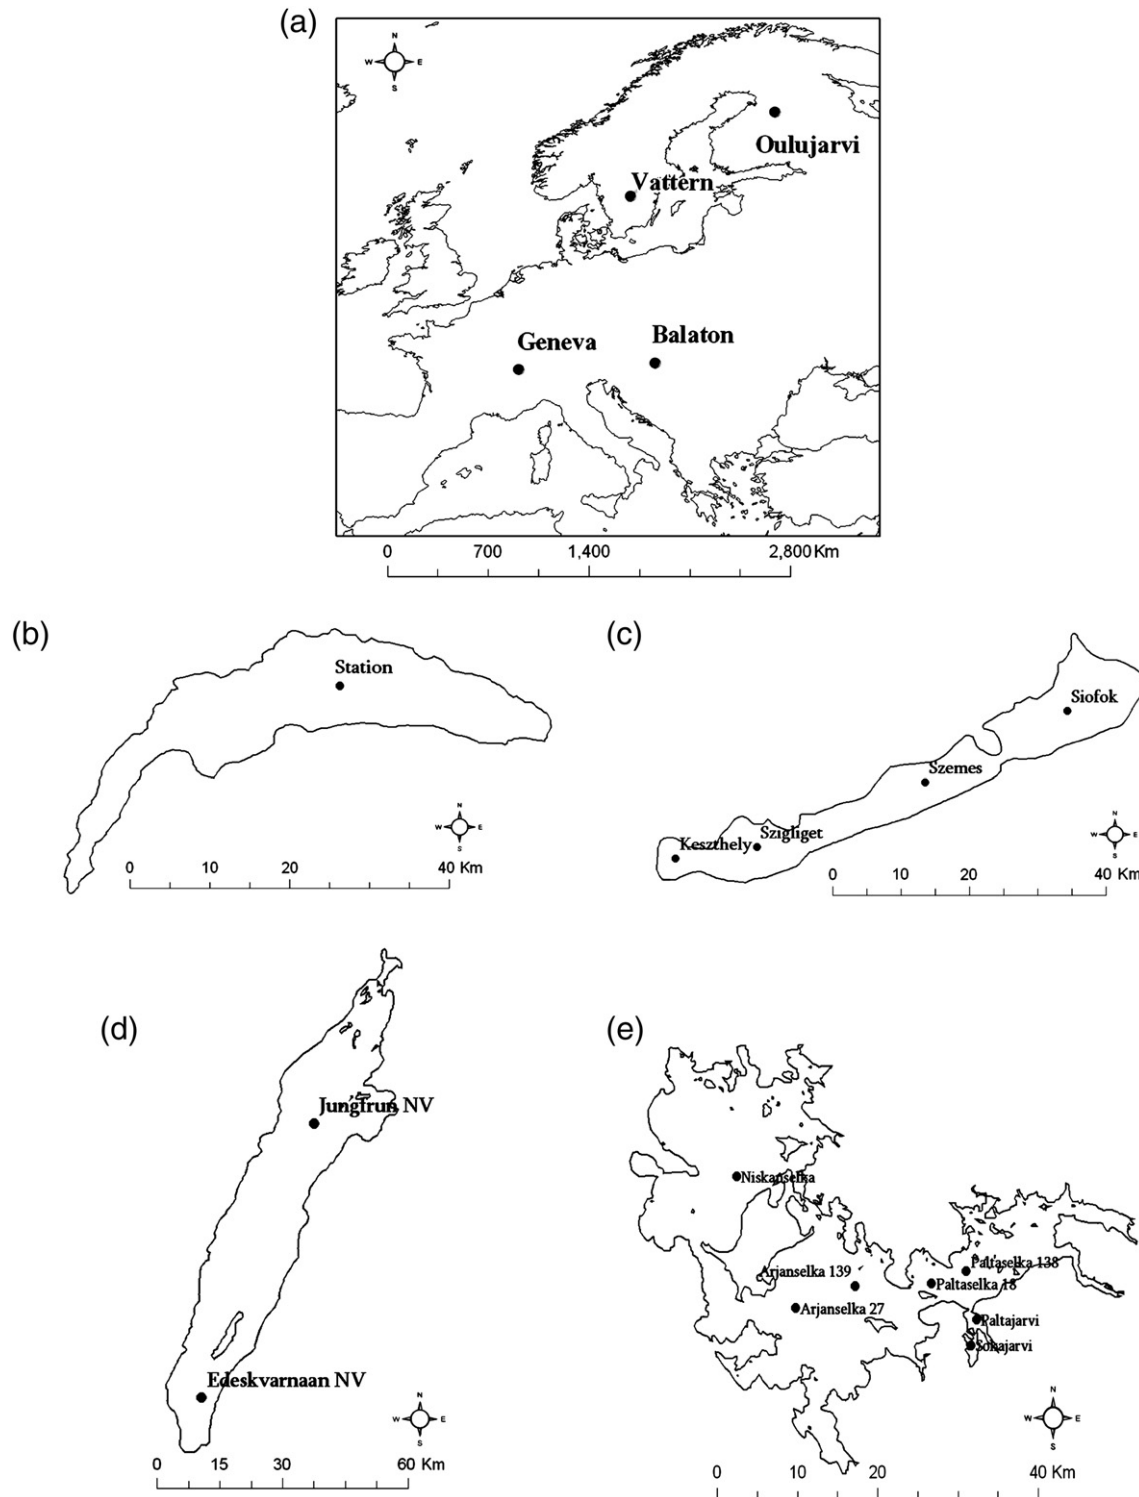 (a)
N
W E
S
Oulujarvi
Vattern
Geneva
Balaton
0 700 1,400 2,800 Km
(b)
Station
N
W E
S
0 10 20 40 Km
(c)
Siofok
Szemes
Szigliget
Keszthely
N
W E
S
0 10 20 40 Km
(d)
Jungfrun NV
Edeskvarnaan NV
N
W E
S
0 15 30 60 Km
(e)
Niskanselka
Paltaselka 138
Arjanselka 139
Paltaselka 18
Arjanselka 27
Paltajarvi
Sokajarvi
N
W E
S
0 10 20 40 Km